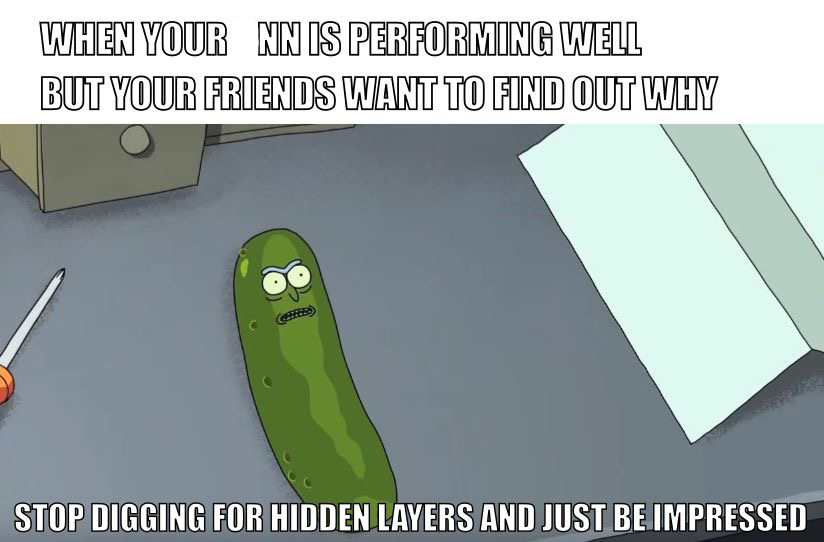 WHEN YOUR NN IS PERFORMING WELL
BUT YOUR FRIENDS WANT TO FIND OUT WHY
STOP DIGGING FOR HIDDEN LAYERS AND JUST BE IMPRESSED